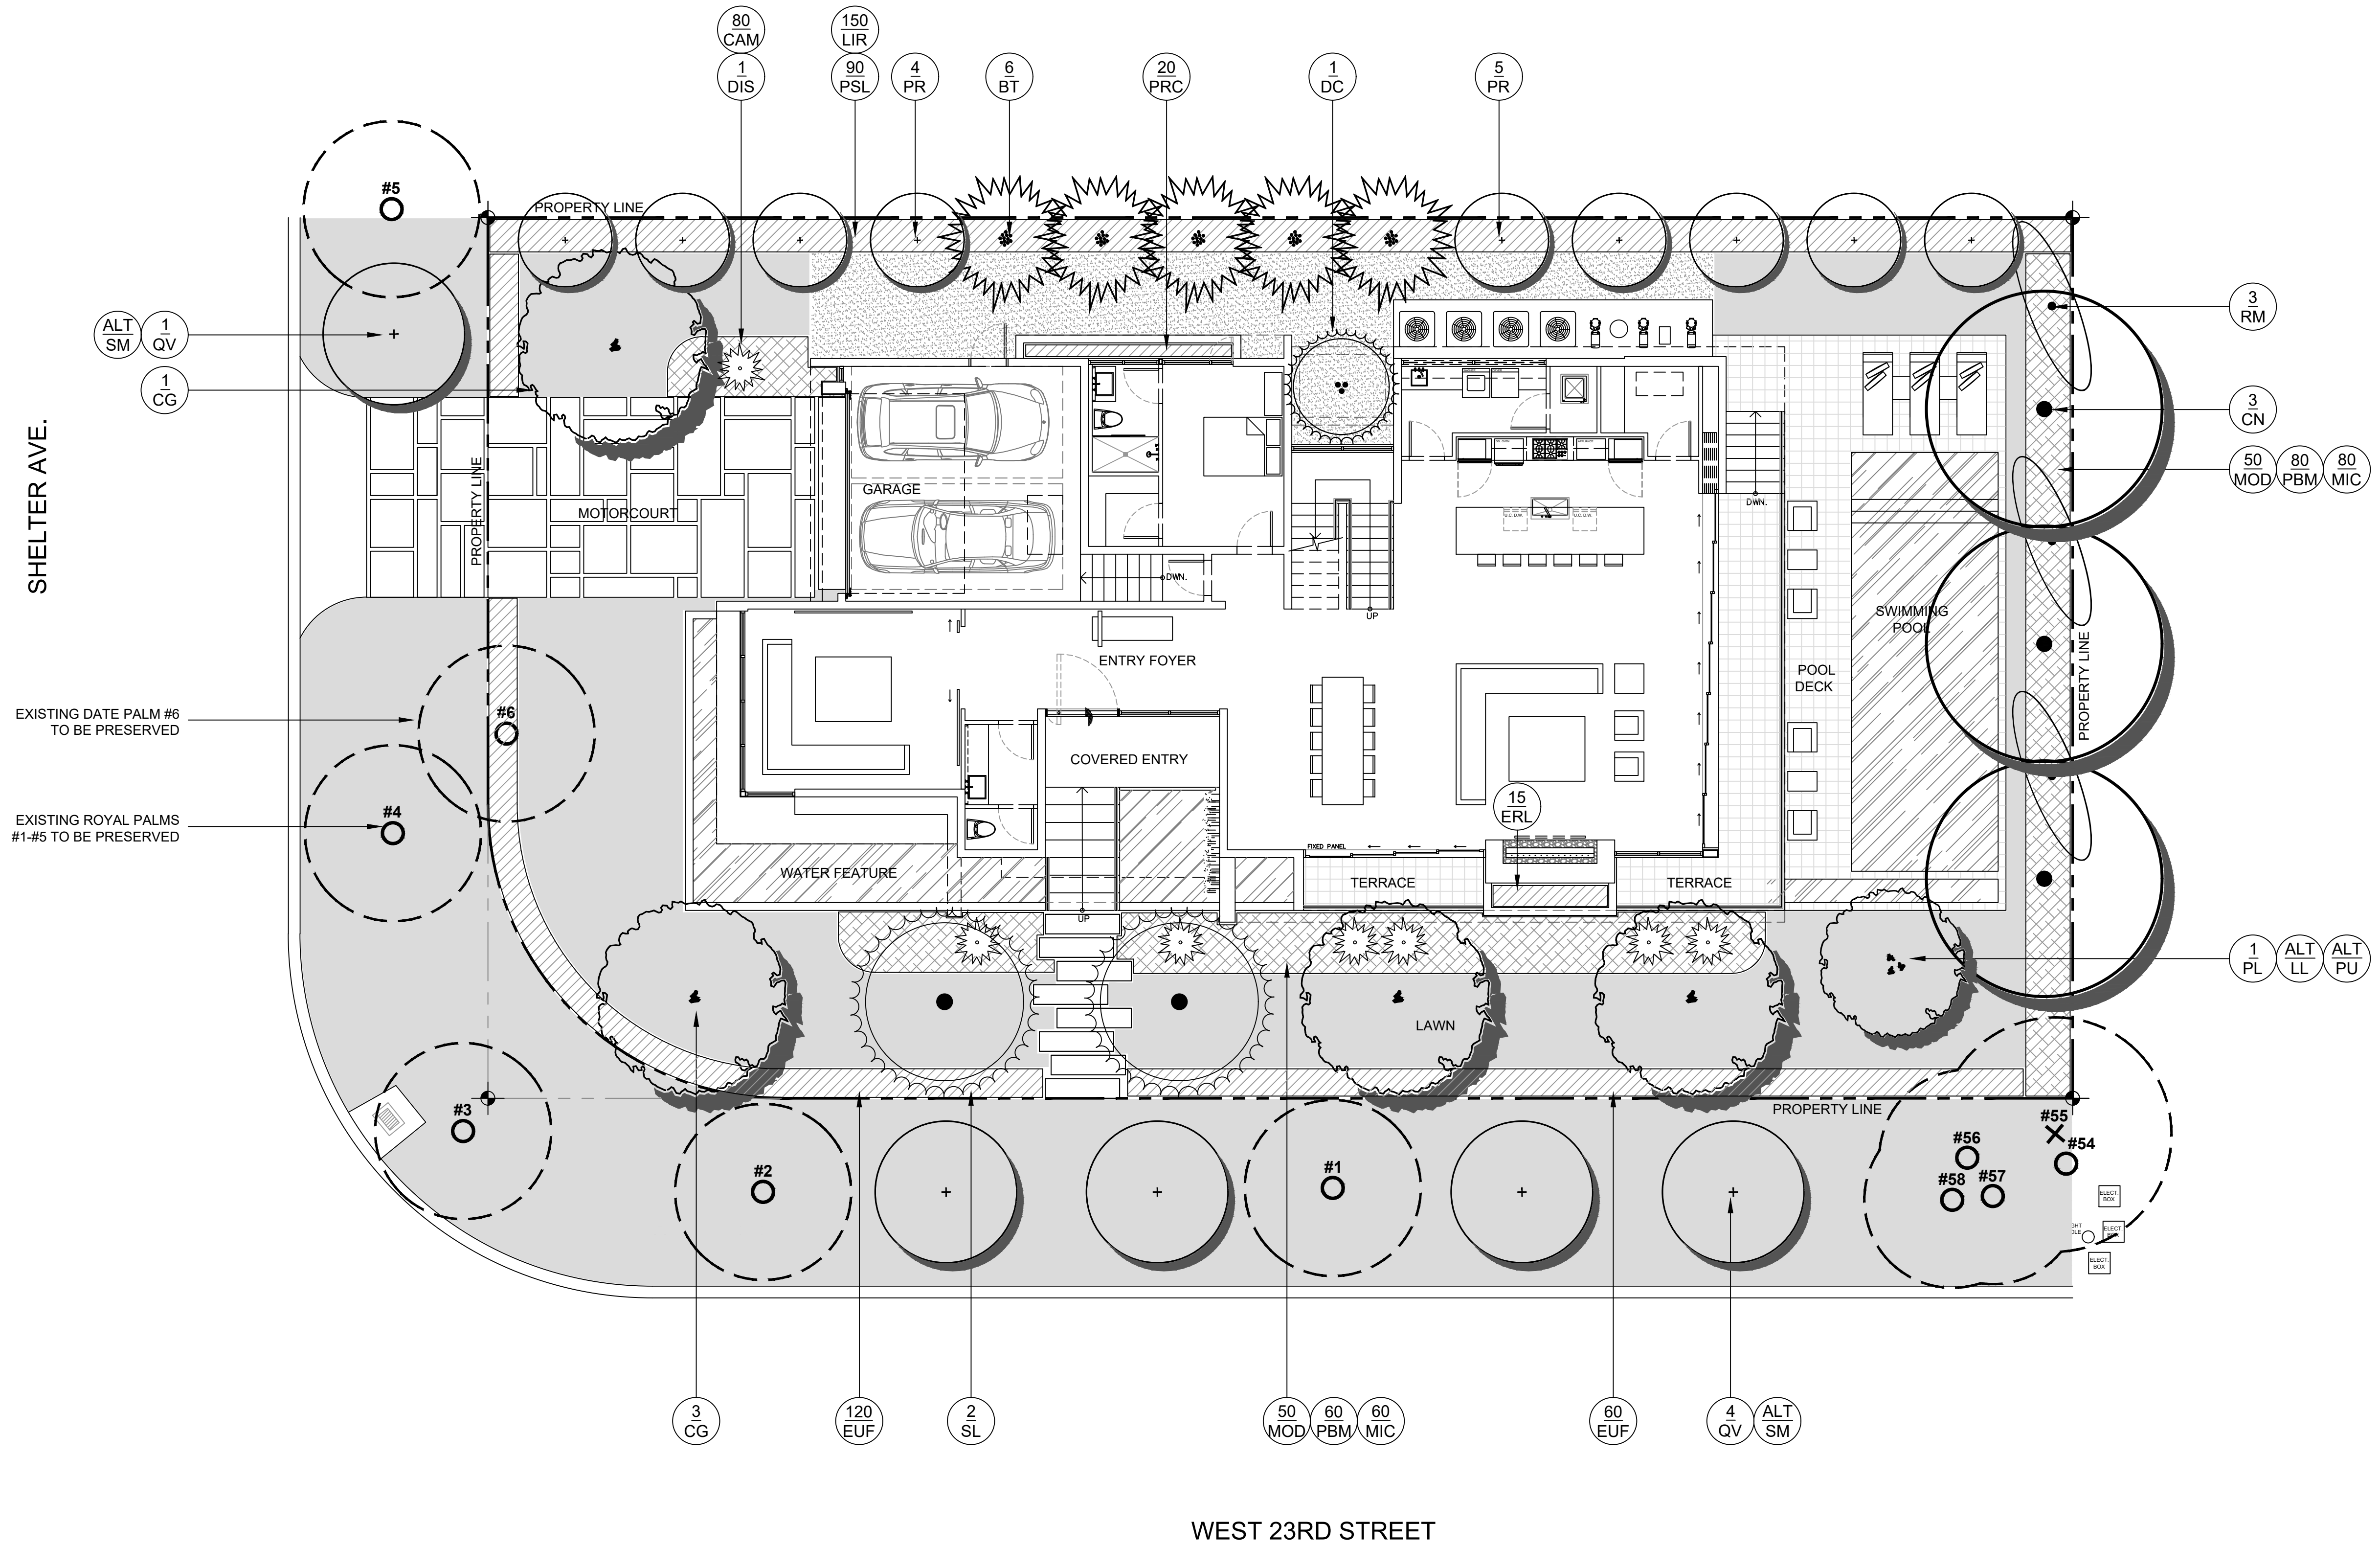 80
CAM
1
DIS
150
LIR
90
PSL
4
PR
6
BT
20
PRC
1
DC
5
PR
#5
PROPERTY LINE
ALT
SM
1
QV
1
CG
3
RM
3
CN
50
MOD
80
PBM
80
MIC
SHELTER AVE.
PROPERTY LINE
MOTORCOURT
GARAGE
DWN.
DWN.
U.C. D.W.
U.C. D.W.
UP
SWIMMING
POOL
POOL
DECK
PROPERTY LINE
ENTRY FOYER
EXISTING DATE PALM #6
TO BE PRESERVED
#6
COVERED ENTRY
EXISTING ROYAL PALMS
#1-#5 TO BE PRESERVED
#4
15
ERL
FIXED PANEL
WATER FEATURE
TERRACE
TERRACE
UP
1
PL
ALT
LL
ALT
PU
LAWN
PROPERTY LINE
#3
#2
#1
#55
#54
#56
#58
#57
ELECT.
BOX
ELECT.
BOX
ELECT.
BOX
3
CG
120
EUF
2
SL
50
MOD
60
PBM
60
MIC
60
EUF
4
QV
ALT
SM
WEST 23RD STREET